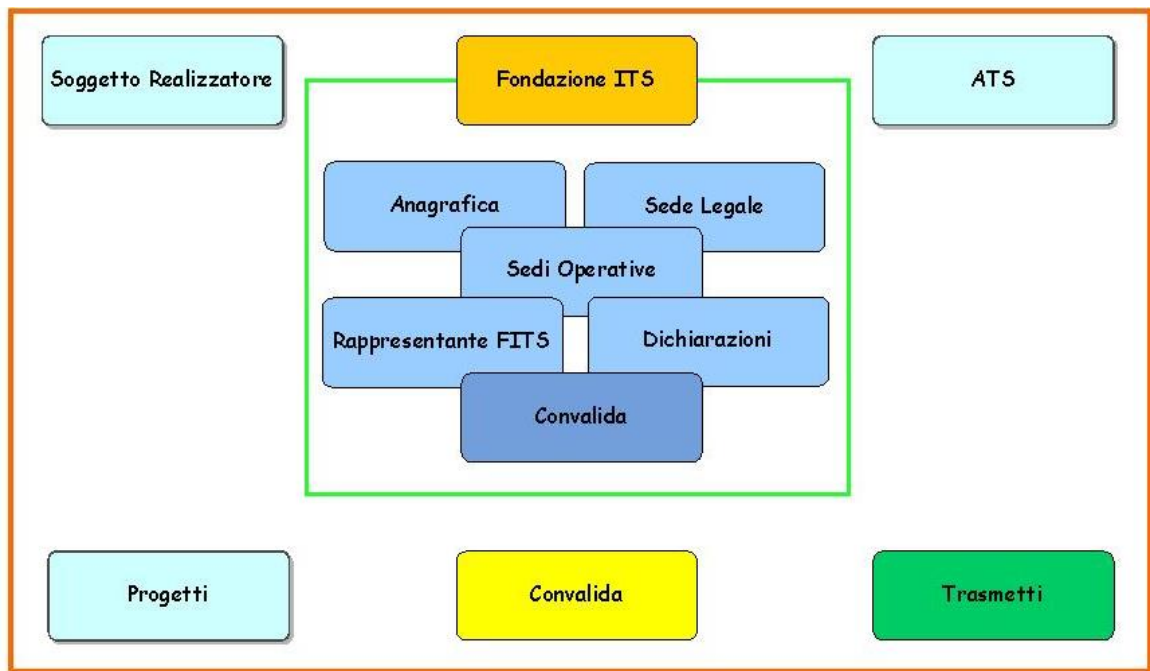 Soggetto Realizzatore
Fondazione ITS
ATS
Anagrafica
Sede Legale
Sedi Operative
Rappresentante FITS
Dichiarazioni
Convalida
Progetti
Convalida
Trasmetti